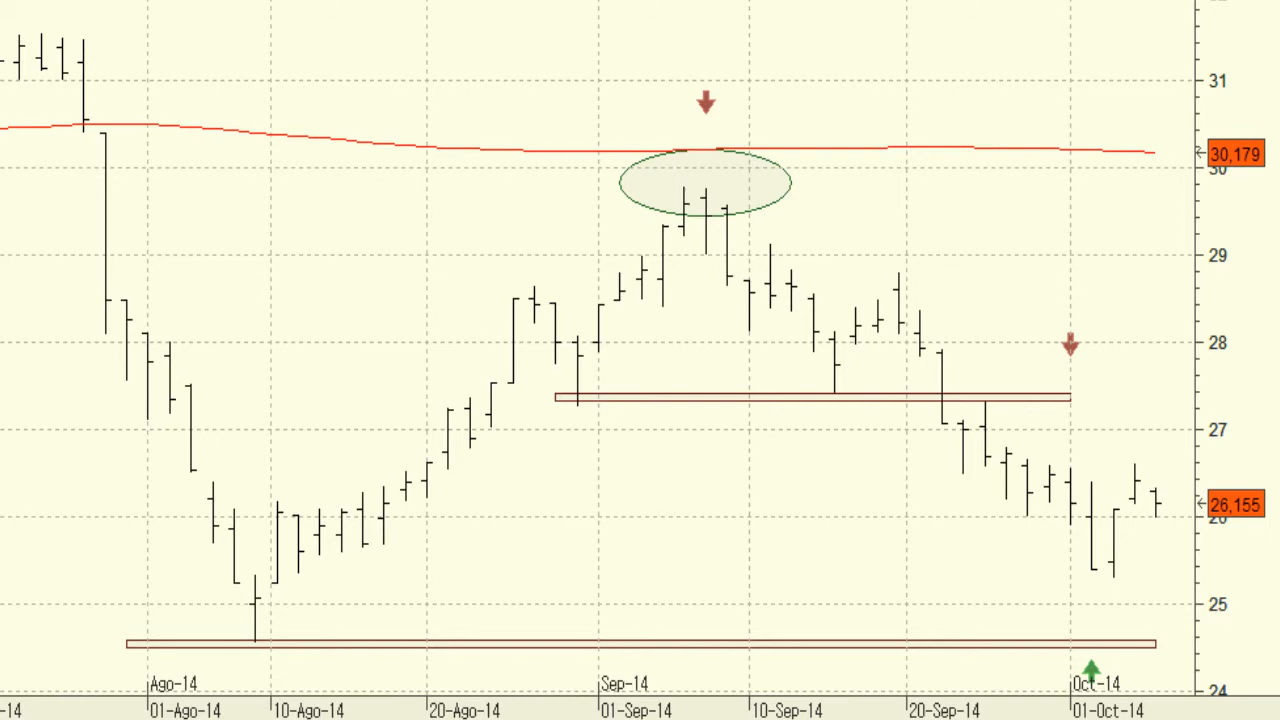 31
30,179
30
29
28
27
26,155
25
24
Ago-14
Sep-14
Oct-14
-14
01-Ago-14
10-Ago-14
20-Ago-14
01-Sep-14
10-Sep-14
20-Sep-14
01-Oct-14